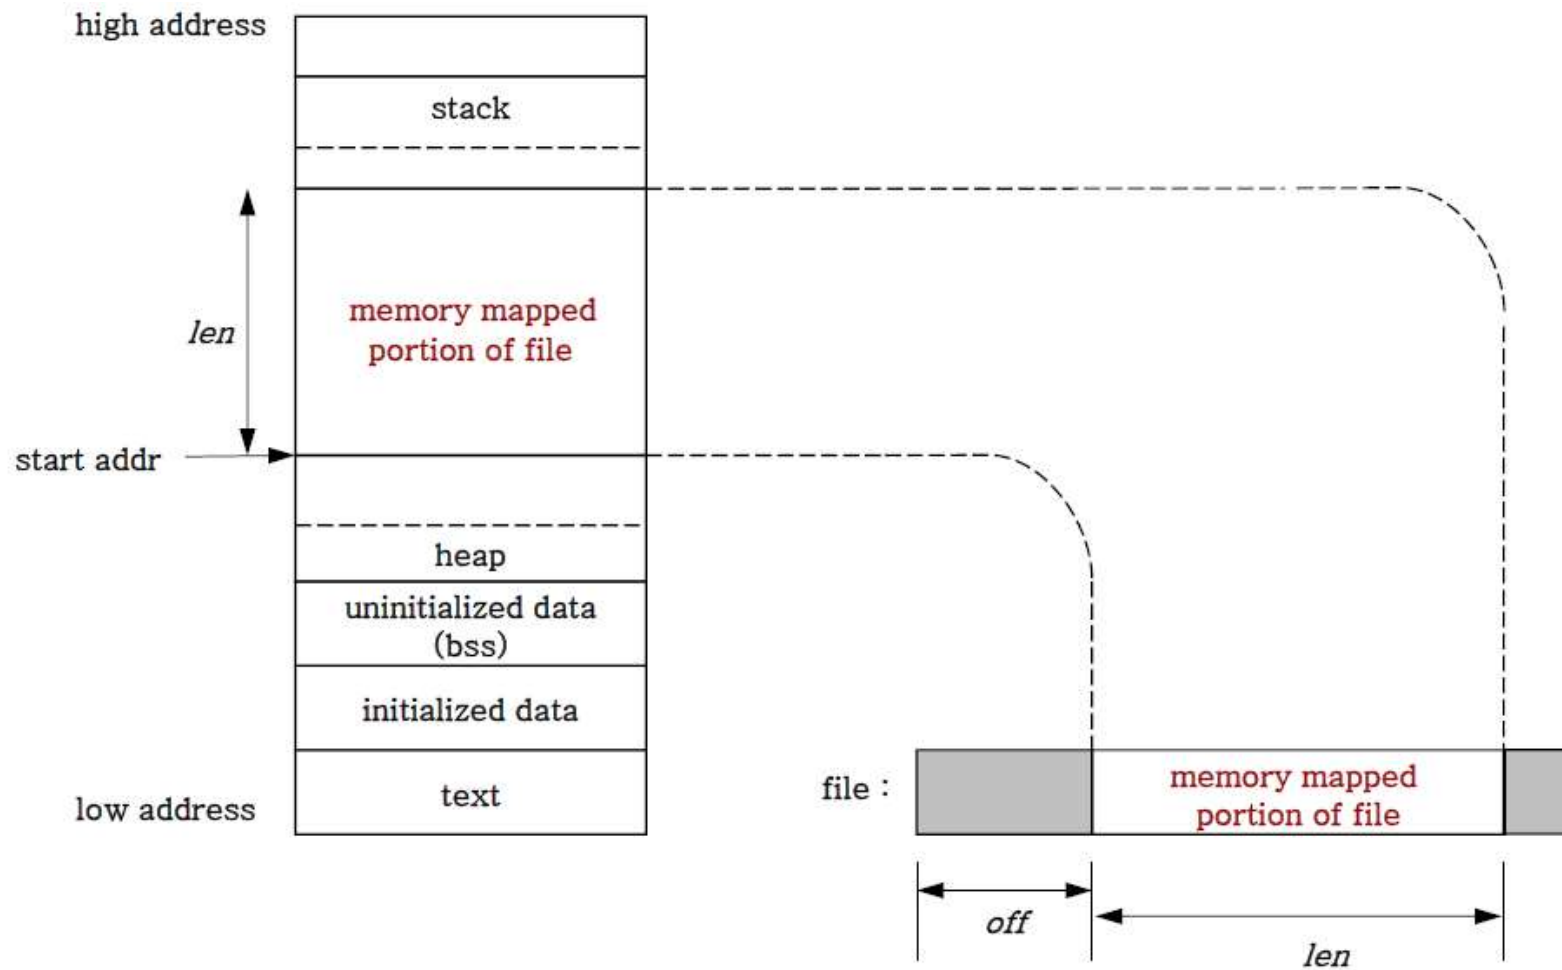 high address
stack
len
memory mapped
portion of file
start addr
heap
uninitialized data
(bss)
initialized data
text
low address
file :
memory mapped
portion of file
off
len